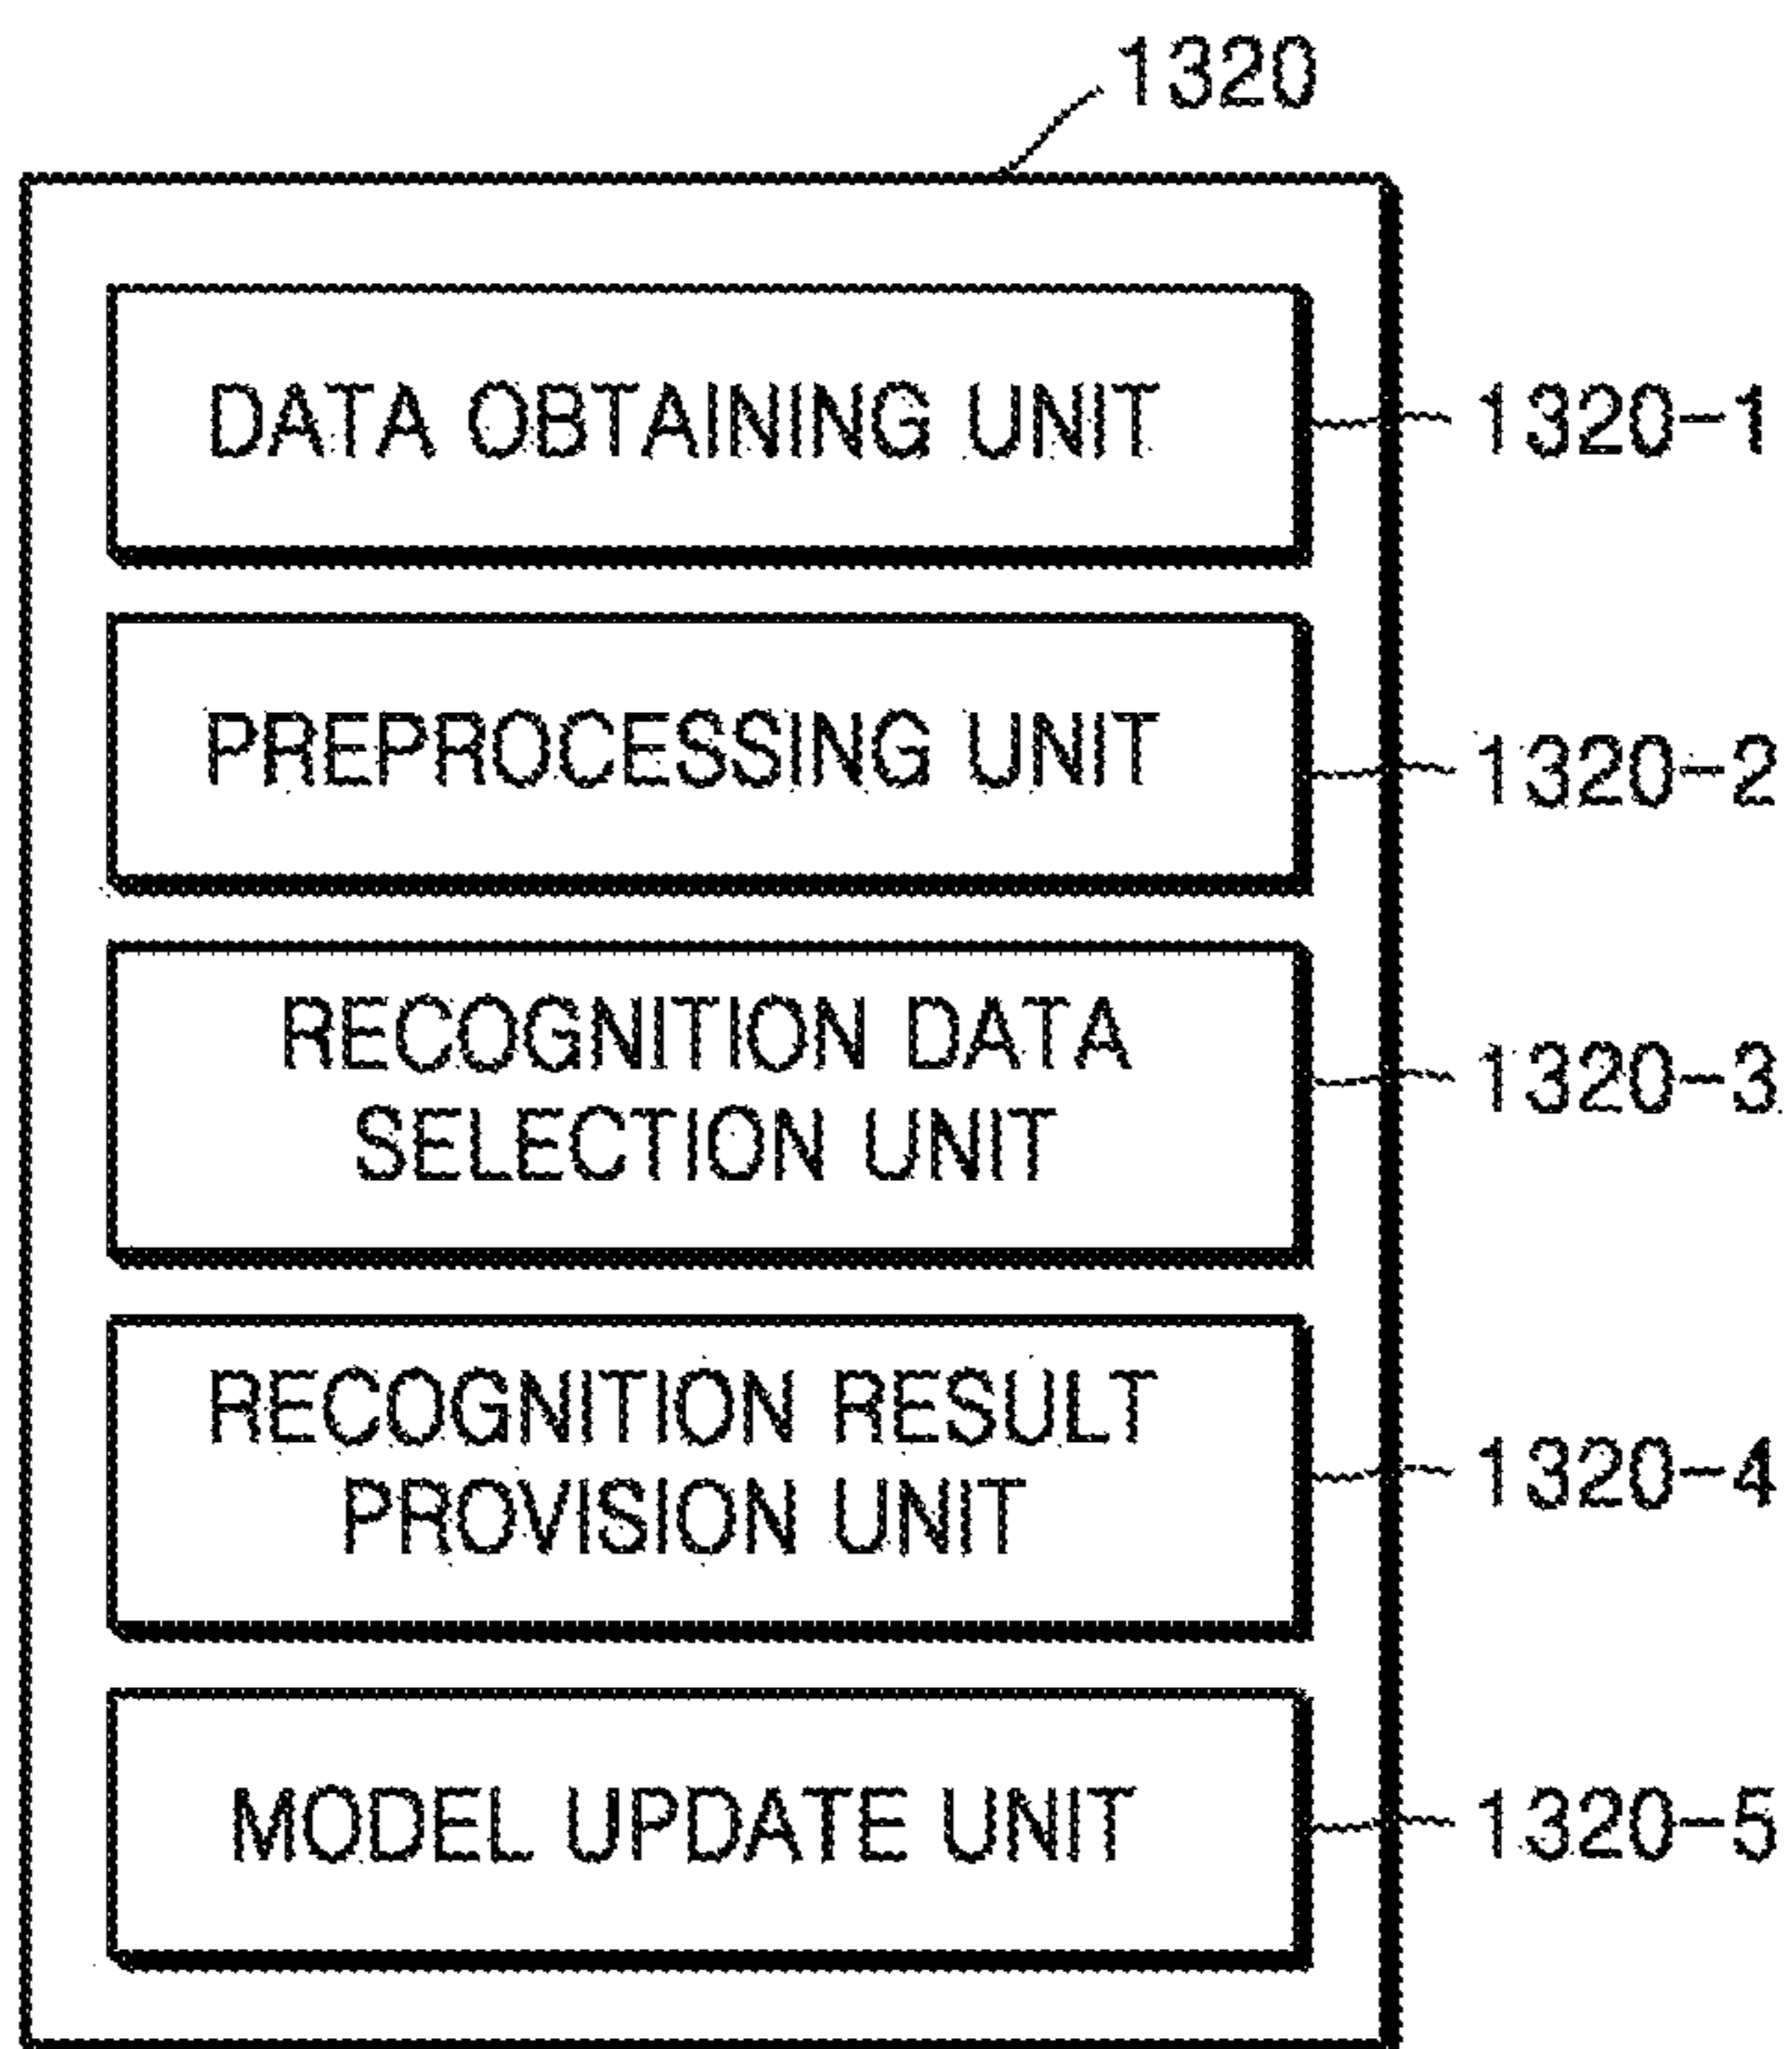 1320
DATA OBTAINING UNIT
1320-1
PREPROCESSING UNIT
1320-2
RECOGNITION DATA
SELECTION UNIT
1320-3
RECOGNITION RESULT
PROVISION UNIT
1320-4
MODEL UPDATE UNIT
1320-5